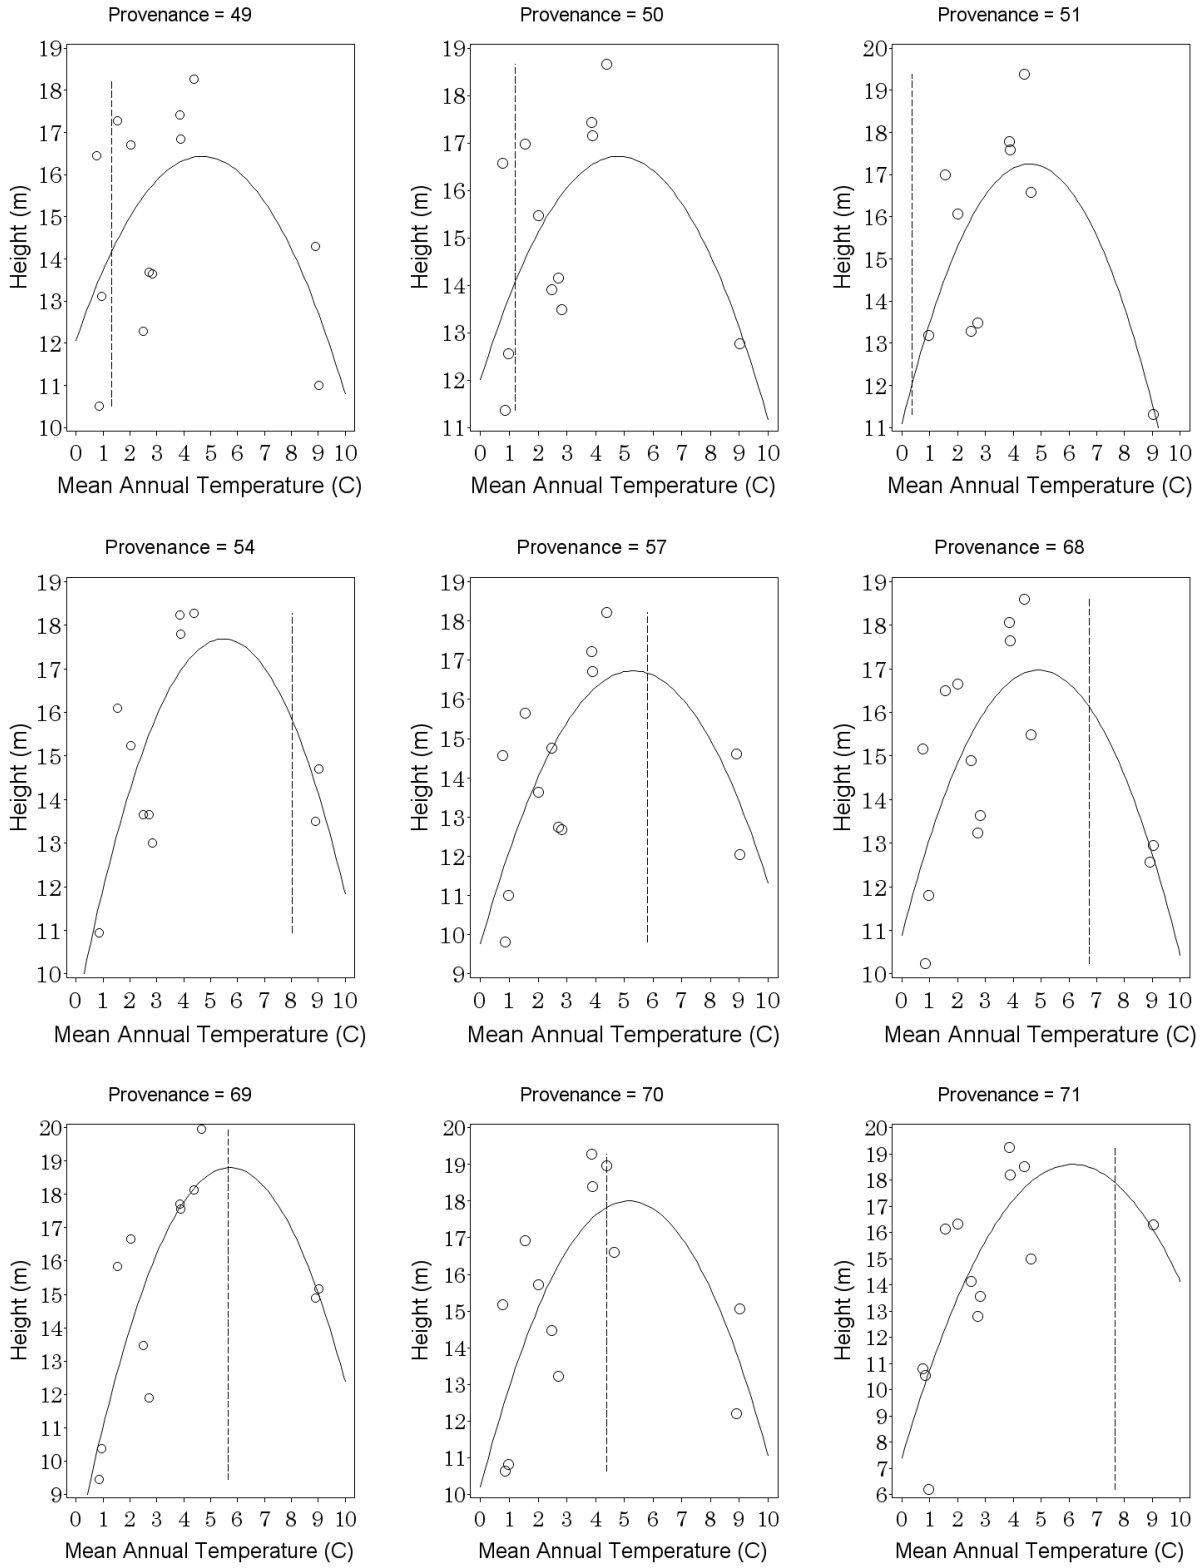 Provenance = 49
Provenance = 50
Provenance = 51
19
18
17
16
15
14
13
12
11
10
Height (m)
0 1 2 3 4 5 6 7 8 9 10
Mean Annual Temperature (C)
19
18
17
16
15
14
13
12
11
Height (m)
0 1 2 3 4 5 6 7 8 9 10
Mean Annual Temperature (C)
20
19
18
17
16
15
14
13
12
11
Height (m)
0 1 2 3 4 5 6 7 8 9 10
Mean Annual Temperature (C)
Provenance = 54
Provenance = 57
Provenance = 68
19
18
17
16
15
14
13
12
11
10
Height (m)
0 1 2 3 4 5 6 7 8 9 10
Mean Annual Temperature (C)
19
18
17
16
15
14
13
12
11
10
9
Height (m)
0 1 2 3 4 5 6 7 8 9 10
Mean Annual Temperature (C)
19
18
17
16
15
14
13
12
11
10
Height (m)
0 1 2 3 4 5 6 7 8 9 10
Mean Annual Temperature (C)
Provenance = 69
Provenance = 70
Provenance = 71
20
19
18
17
16
15
14
13
12
11
10
9
Height (m)
0 1 2 3 4 5 6 7 8 9 10
Mean Annual Temperature (C)
20
19
18
17
16
15
14
13
12
11
10
Height (m)
0 1 2 3 4 5 6 7 8 9 10
Mean Annual Temperature (C)
20
19
18
17
16
15
14
13
12
11
10
9
8
7
6
Height (m)
0 1 2 3 4 5 6 7 8 9 10
Mean Annual Temperature (C)